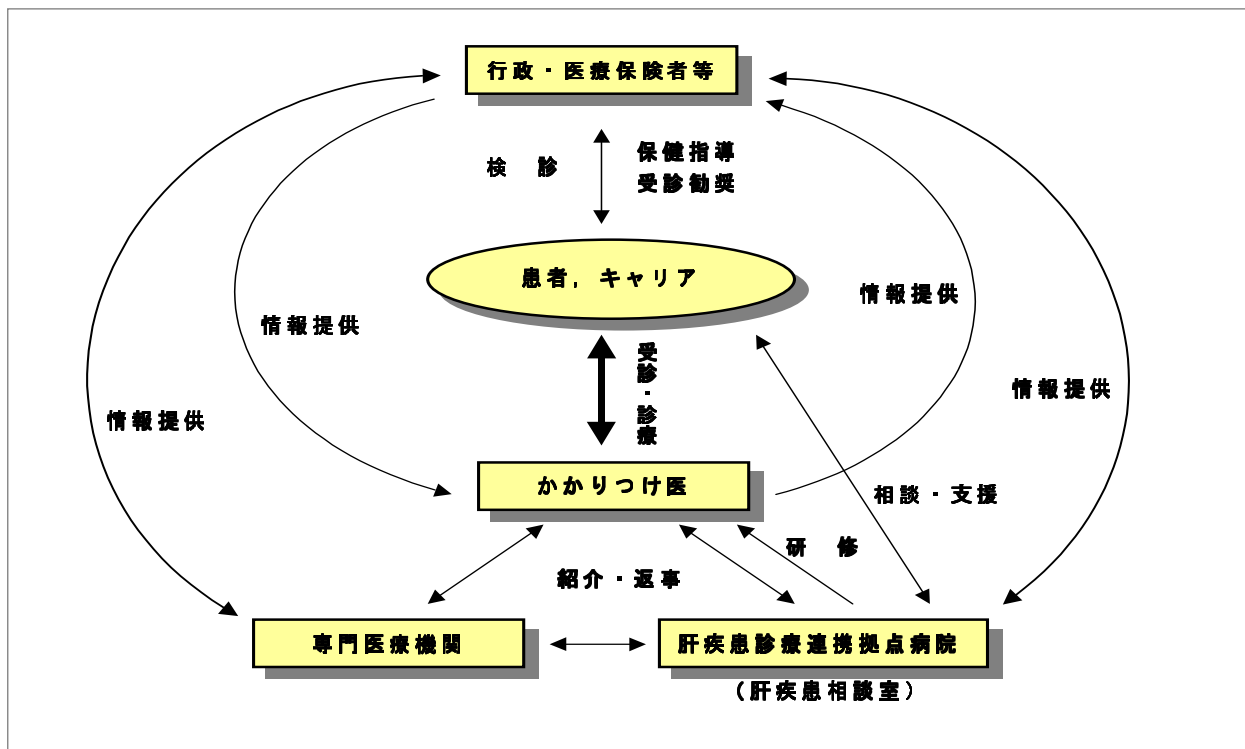 行政・医療保険者等
検　診
保健指導
受診勧奨
患者，キャリア
情報提供
情報提供
受診・診療
情報提供
情報提供
かかりつけ医
相談・支援
研　修
紹介・返事
専門医療機関
肝疾患診療連携拠点病院
（肝疾患相談室）